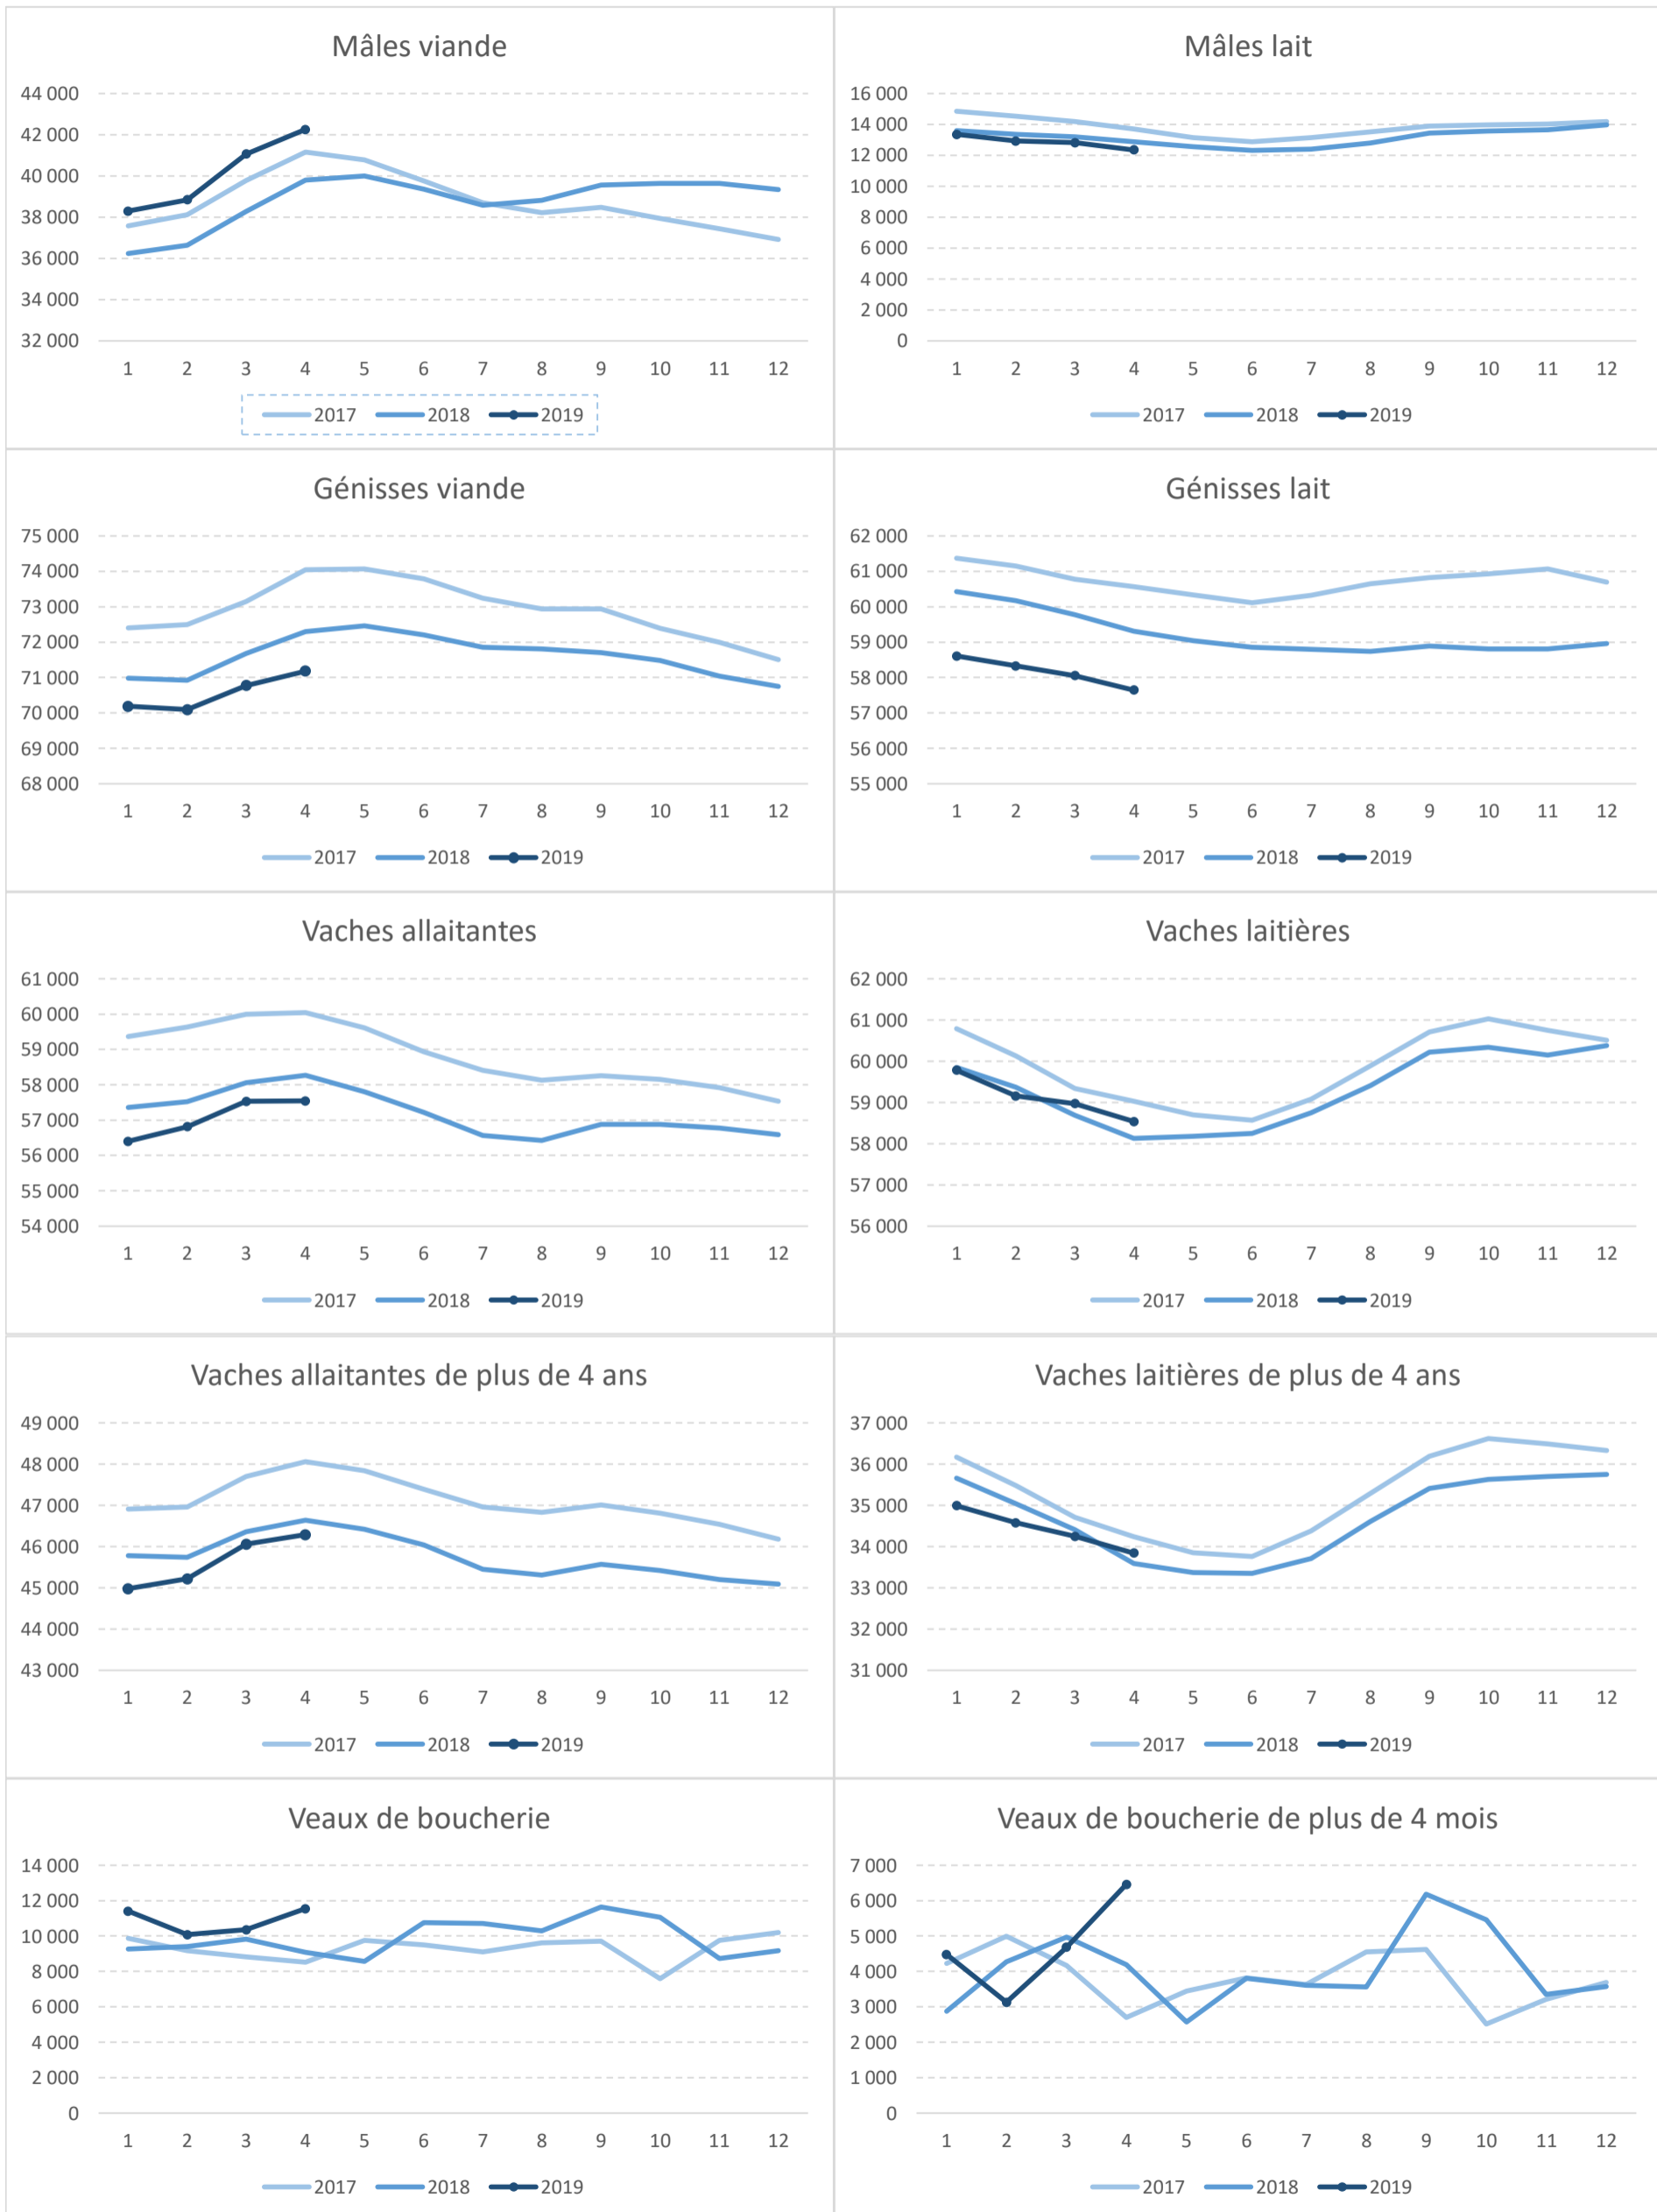 Mâles viande
44 000
42 000
40 000
38 000
36 000
34 000
32 000
1 2 3 4 5 6 7 8 9 10 11 12
2017 2018 2019
Mâles lait
16 000
14 000
12 000
10 000
8 000
6 000
4 000
2 000
0
1 2 3 4 5 6 7 8 9 10 11 12
2017 2018 2019
Génisses viande
75 000
74 000
73 000
72 000
71 000
70 000
69 000
68 000
1 2 3 4 5 6 7 8 9 10 11 12
2017 2018 2019
Génisses lait
62 000
61 000
60 000
59 000
58 000
57 000
56 000
55 000
1 2 3 4 5 6 7 8 9 10 11 12
2017 2018 2019
Vaches allaitantes
61 000
60 000
59 000
58 000
57 000
56 000
55 000
54 000
1 2 3 4 5 6 7 8 9 10 11 12
2017 2018 2019
Vaches laitières
62 000
61 000
60 000
59 000
58 000
57 000
56 000
1 2 3 4 5 6 7 8 9 10 11 12
2017 2018 2019
Vaches allaitantes de plus de 4 ans
49 000
48 000
47 000
46 000
45 000
44 000
43 000
1 2 3 4 5 6 7 8 9 10 11 12
2017 2018 2019
Vaches laitières de plus de 4 ans
37 000
36 000
35 000
34 000
33 000
32 000
31 000
1 2 3 4 5 6 7 8 9 10 11 12
2017 2018 2019
Veaux de boucherie
14 000
12 000
10 000
8 000
6 000
4 000
2 000
0
1 2 3 4 5 6 7 8 9 10 11 12
2017 2018 2019
Veaux de boucherie de plus de 4 mois
7 000
6 000
5 000
4 000
3 000
2 000
1 000
0
1 2 3 4 5 6 7 8 9 10 11 12
2017 2018 2019